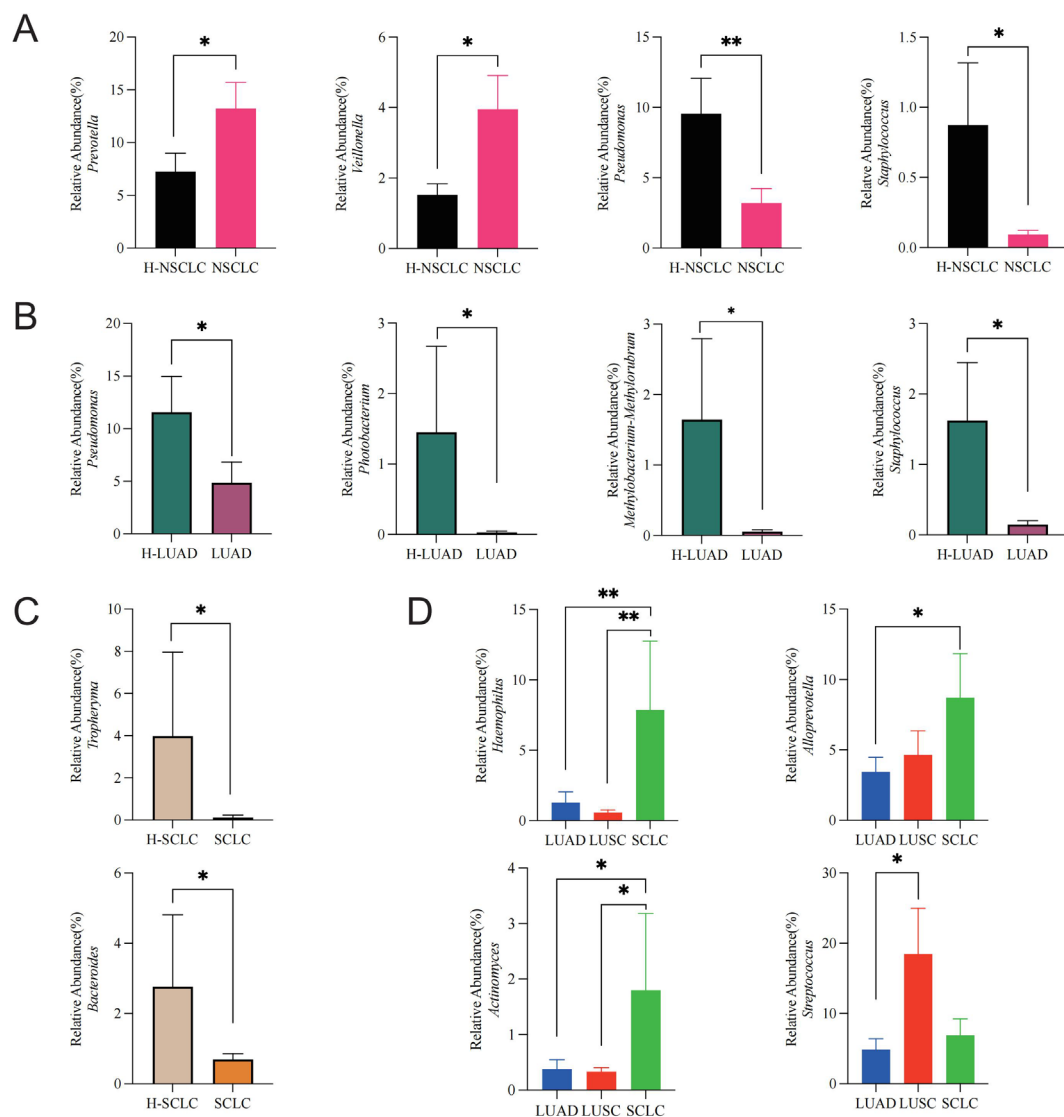 A
Relative Abundance(%)
Prevotella
20
15
10
5
0
*
H-NSCLC NSCLC
Relative Abundance(%)
Veillonella
6
4
2
0
*
H-NSCLC NSCLC
Relative Abundance(%)
Pseudomonas
15
10
5
0
**
H-NSCLC NSCLC
Relative Abundance(%)
Staphylococcus
1.5
1.0
0.5
0.0
*
H-NSCLC NSCLC
B
Relative Abundance(%)
Pseudomonas
20
15
10
5
0
*
H-LUAD LUAD
Relative Abundance(%)
Photobacterium
3
2
1
0
*
H-LUAD LUAD
Relative Abundance(%)
Methylobacterium-Methylorubrum
3
2
1
0
*
H-LUAD LUAD
Relative Abundance(%)
Staphylococcus
3
2
1
0
*
H-LUAD LUAD
C
Relative Abundance(%)
Tropheryma
10
8
6
4
2
0
*
H-SCLC SCLC
Relative Abundance(%)
Bacteroides
6
4
2
0
*
H-SCLC SCLC
D
Relative Abundance(%)
Haemophilus
15
10
5
0
**
**
LUAD LUSC SCLC
Relative Abundance(%)
Alloprevotella
15
10
5
0
*
LUAD LUSC SCLC
Relative Abundance(%)
Actinomyces
4
3
2
1
0
*
*
LUAD LUSC SCLC
Relative Abundance(%)
Streptococcus
30
20
10
0
*
LUAD LUSC SCLC